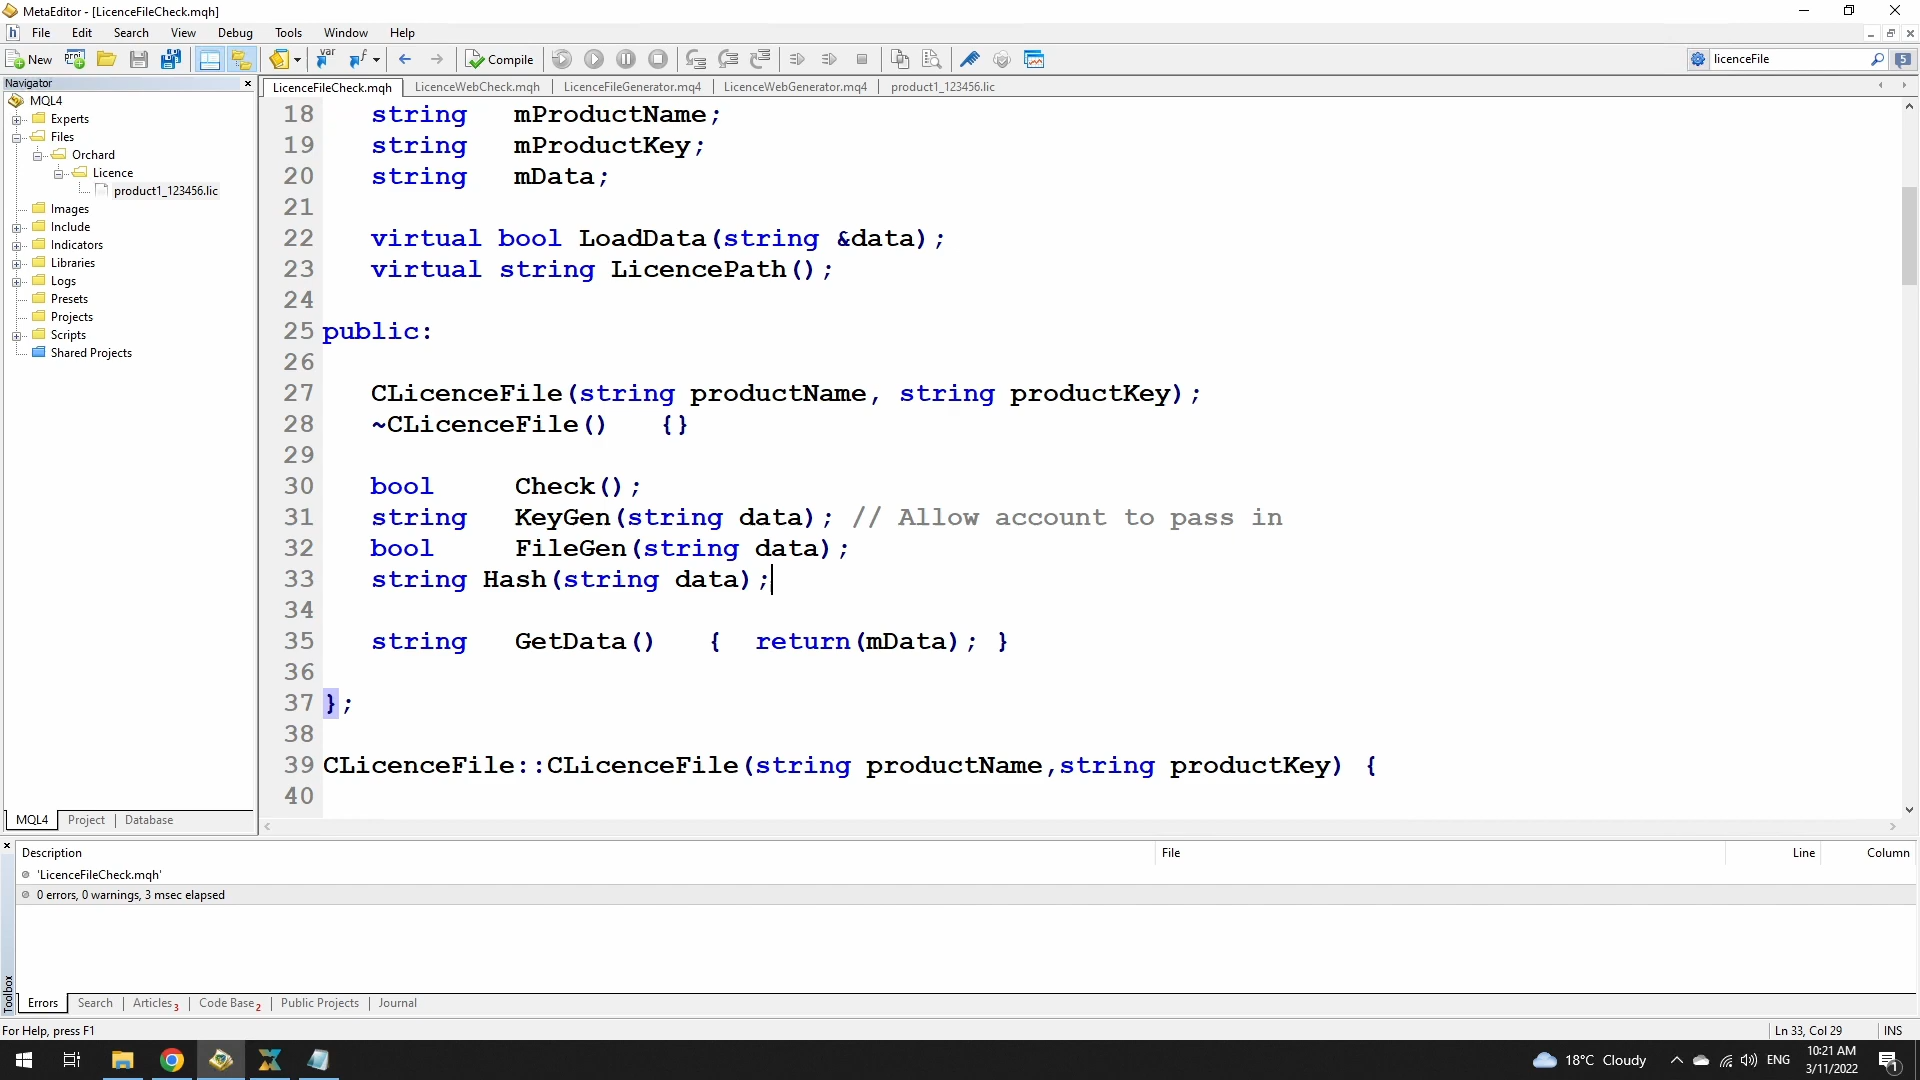 MetaEditor - [LicenceFileCheck.mqh]
File Edit Search View Debug Tools Window Help
New Compile licenceFile 5
Navigator
MQL4
Experts
Files
Orchard
Licence
product1_123456.lic
Images
Include
Indicators
Libraries
Logs
Presets
Projects
Scripts
Shared Projects
MQL4 Project Database
LicenceFileCheck.mqh LicenceWebCheck.mqh LicenceFileGenerator.mq4 LicenceWebGenerator.mq4 product1_123456.lic
18 string mProductName;
19 string mProductKey;
20 string mData;
21
22 virtual bool LoadData(string &data);
23 virtual string LicencePath();
24
25 public:
26
27 CLicenceFile(string productName, string productKey);
28 ~CLicenceFile() {}
29
30 bool Check();
31 string KeyGen(string data); // Allow account to pass in
32 bool FileGen(string data);
33 string Hash(string data);
34
35 string GetData() { return(mData); }
36
37 };
38
39 CLicenceFile::CLicenceFile(string productName,string productKey) {
40
Description File Line Column
'LicenceFileCheck.mqh'
0 errors, 0 warnings, 3 msec elapsed
Toolbox
Errors Search Articles 3 Code Base 2 Public Projects Journal
For Help, press F1 Ln 33, Col 29 INS
18°C Cloudy ENG 10:21 AM
3/11/2022 1